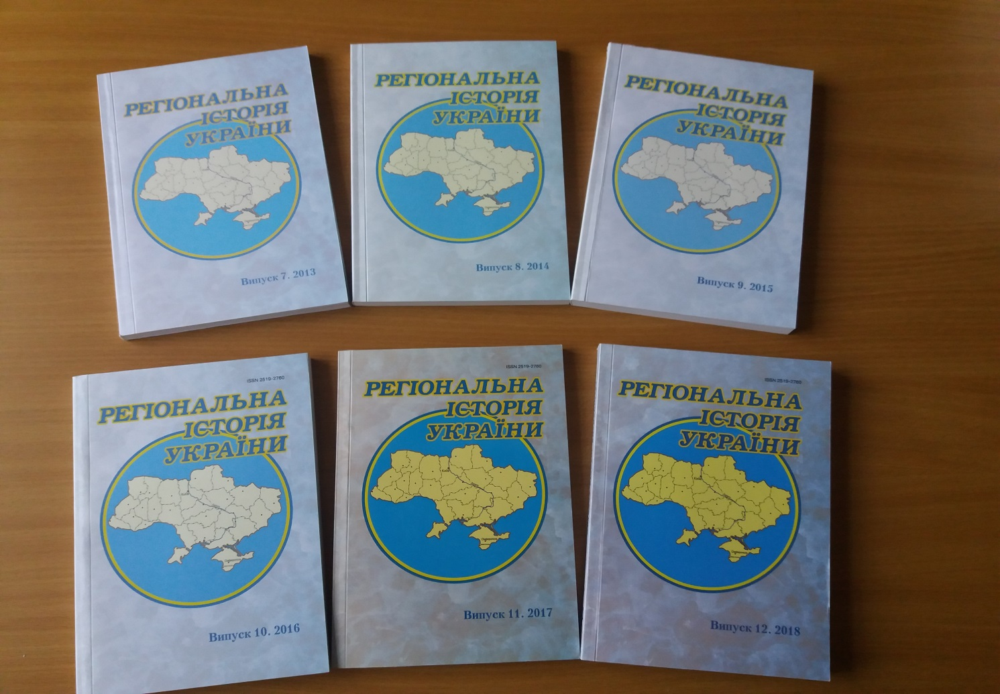 РЕГІОНАЛЬНА
ІСТОРІЯ
УКРАЇНИ
Випуск 7. 2013
РЕГІОНАЛЬНА
ІСТОРІЯ
УКРАЇНИ
Випуск 8. 2014
РЕГІОНАЛЬНА
ІСТОРІЯ
УКРАЇНИ
Випуск 9. 2015
ISSN 2519-2760
РЕГІОНАЛЬНА
ІСТОРІЯ
УКРАЇНИ
Випуск 10. 2016
ISSN 2519-2760
РЕГІОНАЛЬНА
ІСТОРІЯ
УКРАЇНИ
Випуск 11. 2017
ISSN 2519-2760
РЕГІОНАЛЬНА
ІСТОРІЯ
УКРАЇНИ
Випуск 12. 2018